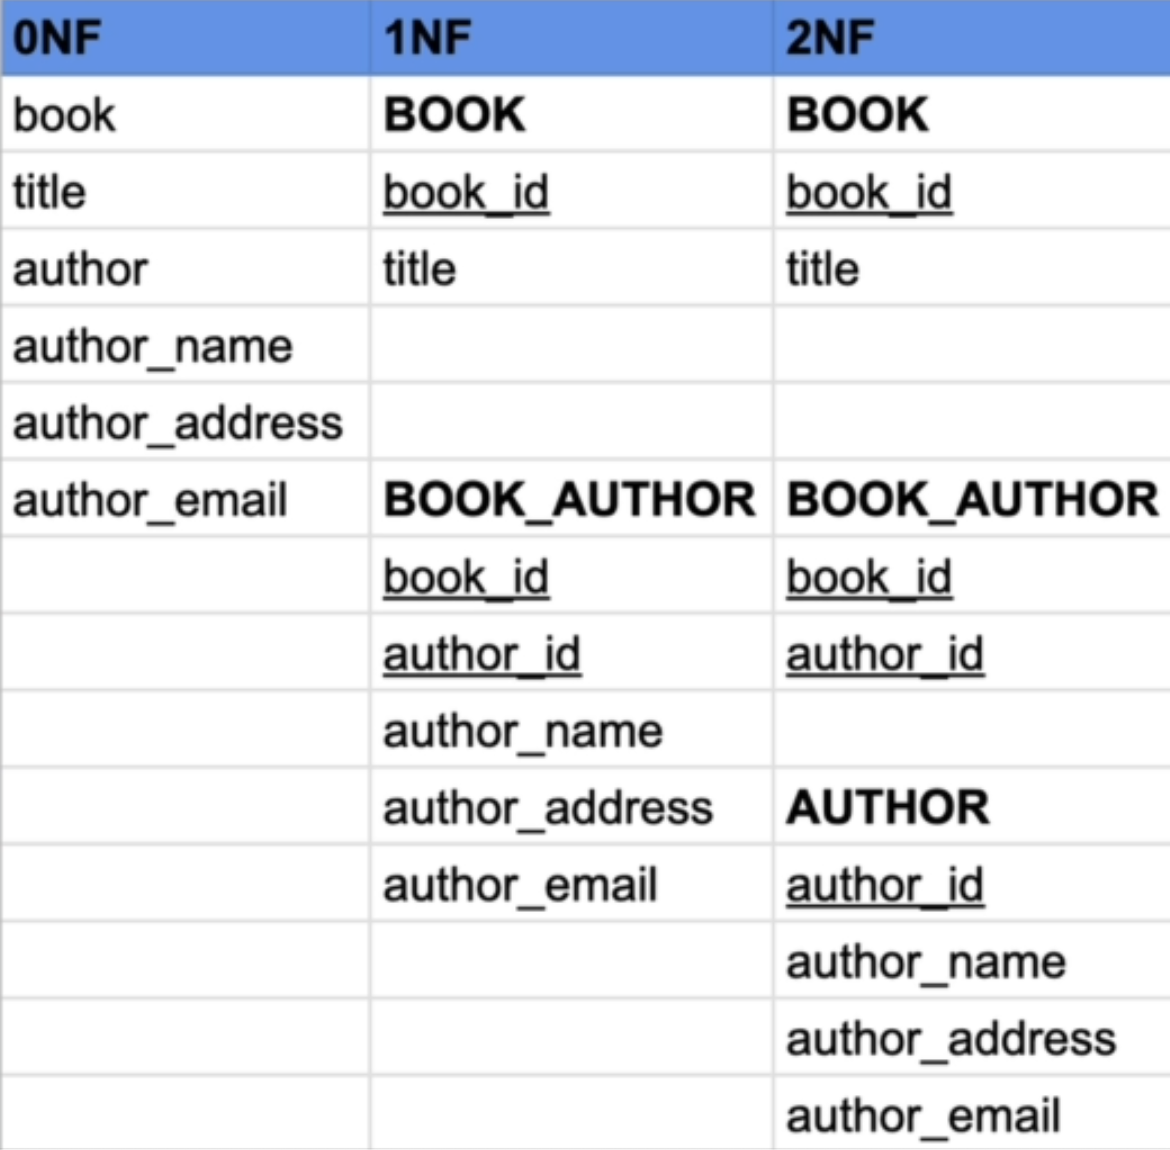 0NF 1NF 2NF
book BOOK BOOK
title book_id book_id
author title title
author_name
author_address
author_email BOOK_AUTHOR BOOK_AUTHOR
book_id book_id
author_id author_id
author_name
author_address AUTHOR
author_email author_id
author_name
author_address
author_email